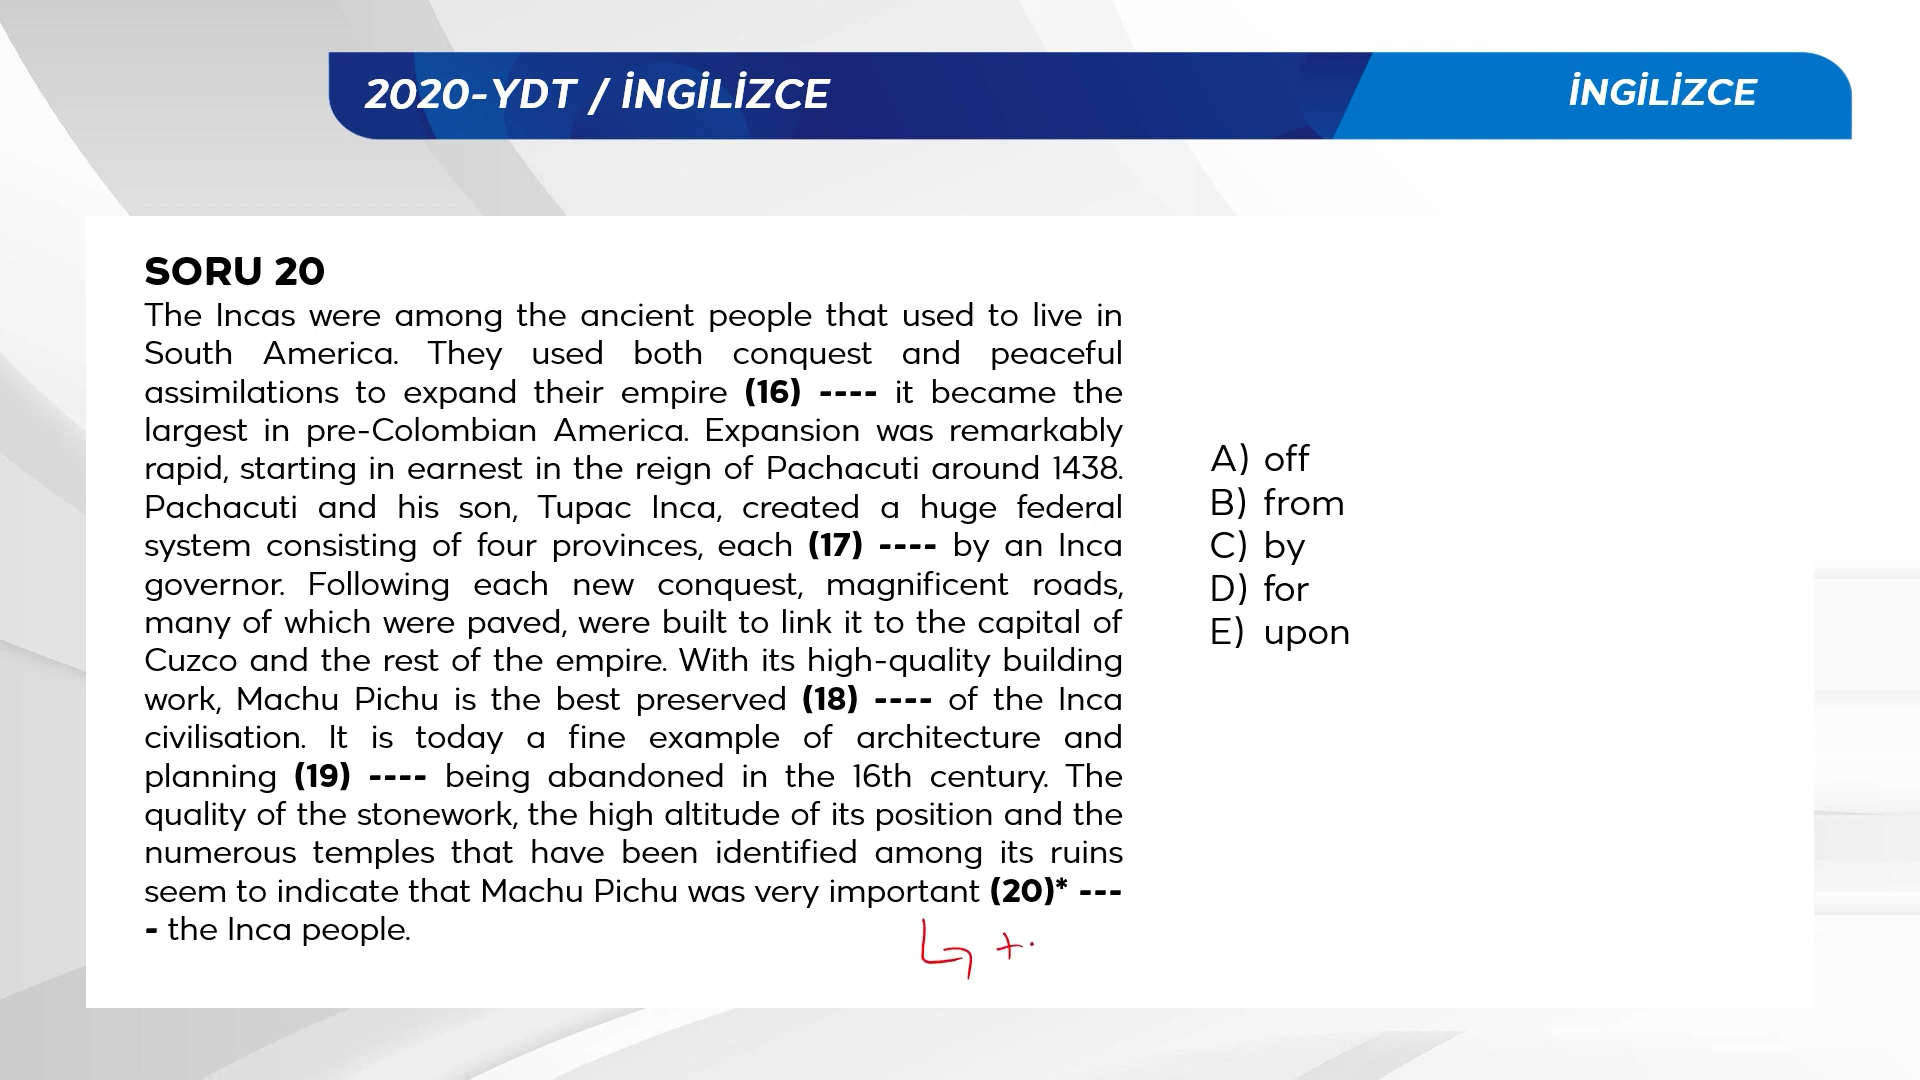 2020-YDT / İNGİLİZCE
İNGİLİZCE
SORU 20
The Incas were among the ancient people that used to live in
South America. They used both conquest and peaceful
assimilations to expand their empire (16) ---- it became the
largest in pre-Colombian America. Expansion was remarkably
rapid, starting in earnest in the reign of Pachacuti around 1438.
Pachacuti and his son, Tupac Inca, created a huge federal
system consisting of four provinces, each (17) ---- by an Inca
governor. Following each new conquest, magnificent roads,
many of which were paved, were built to link it to the capital of
Cuzco and the rest of the empire. With its high-quality building
work, Machu Pichu is the best preserved (18) ---- of the Inca
civilisation. It is today a fine example of architecture and
planning (19) ---- being abandoned in the 16th century. The
quality of the stonework, the high altitude of its position and the
numerous temples that have been identified among its ruins
seem to indicate that Machu Pichu was very important (20)* ---
- the Inca people.
A) off
B) from
C) by
D) for
E) upon